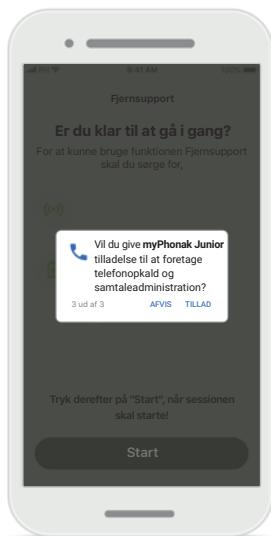 9:41 AM
100%
Fjernsupport
Er du klar til at gå i gang?
For at kunne bruge funktionen Fjernsupport
skal du sørge for,
Vil du give myPhonak Junior
tilladelse til at foretage
telefonopkald og
samtaleadministration?
3 ud af 3 AFVIS TILLAD
Tryk derefter på "Start", når sessionen
skal starte!
Start